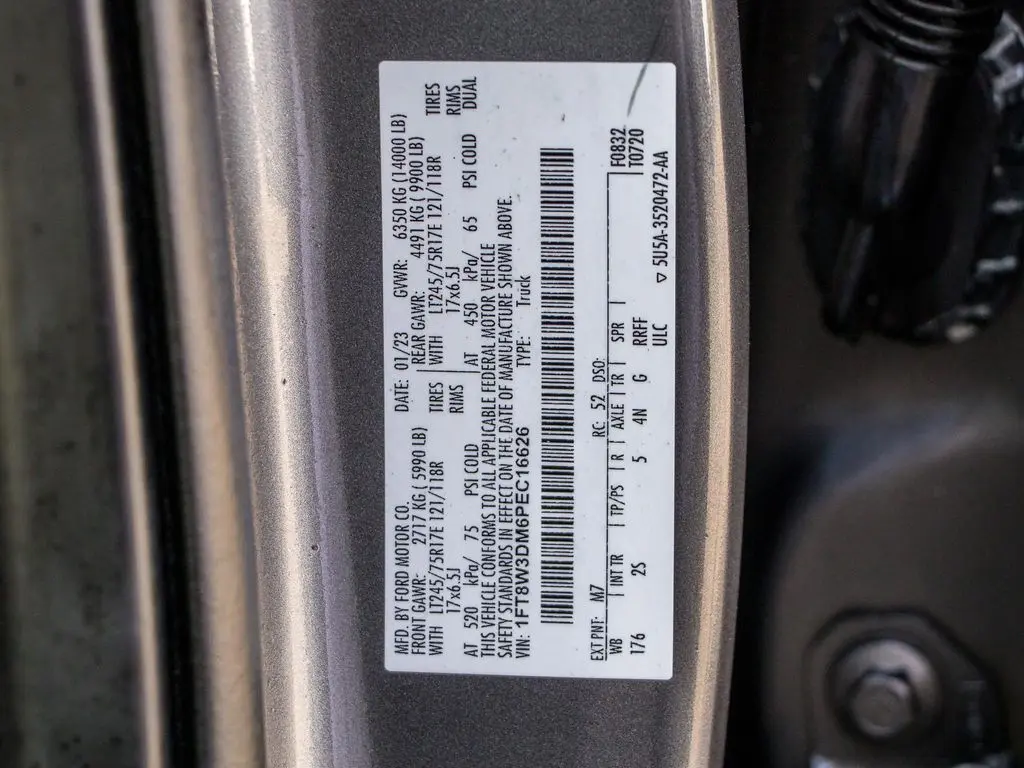 MFD. BY FORD MOTOR CO. DATE: 01/23 GVWR: 6350 KG (14000 LB)
FRONT GAWR: 2717 KG ( 5990 LB) REAR GAWR: 4491 KG ( 9900 LB)
WITH LT245/75R17E 121/118R TIRES WITH LT245/75R17E 121/118R TIRES
17x6.5J RIMS 17x6.5J RIMS
AT 520 kPa/ 75 PSI COLD AT 450 kPa/ 65 PSI COLD DUAL
THIS VEHICLE CONFORMS TO ALL APPLICABLE FEDERAL MOTOR VEHICLE
SAFETY STANDARDS IN EFFECT ON THE DATE OF MANUFACTURE SHOWN ABOVE.
VIN: 1FT8W3DM6PEC16626 TYPE: Truck
EXT PNT: M7 RC: 52 DSO: F0832
WB | INT TR | TP/PS | R | AXLE | TR | SPR | T0720
176 2S 5 4N G RRFF
ULC ▽ 5U5A-3520472-AA